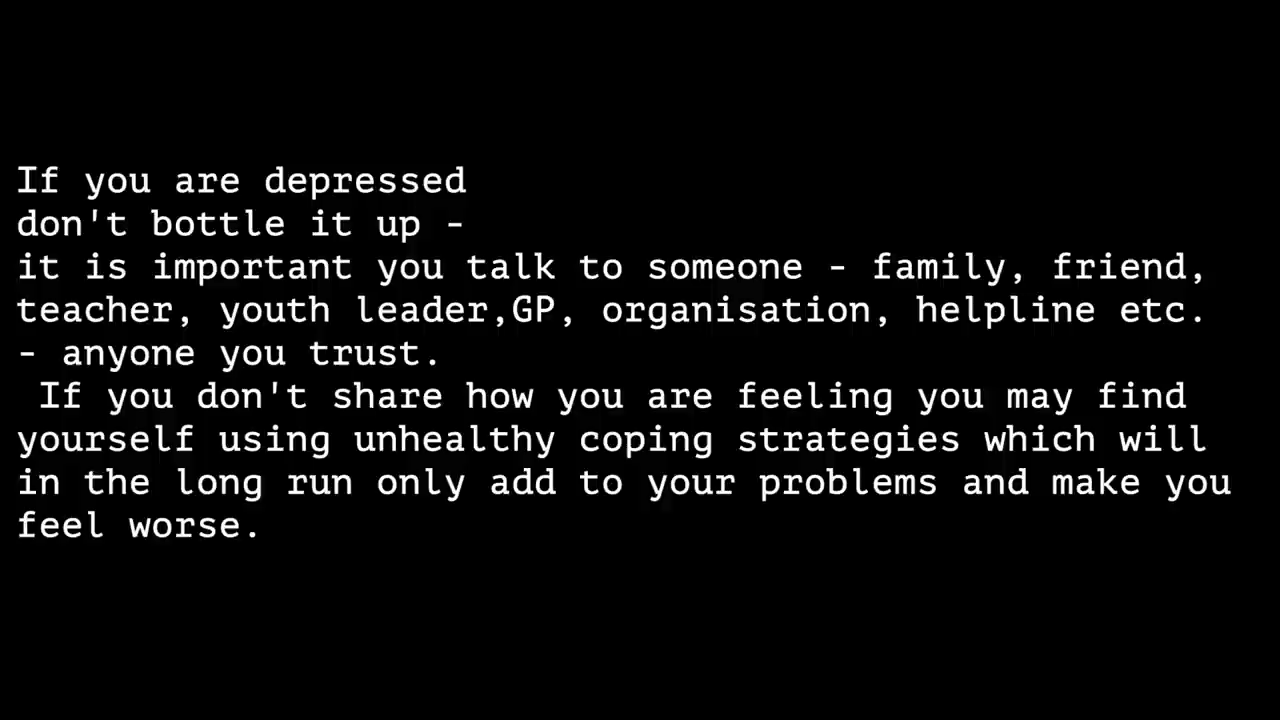 If you are depressed
don't bottle it up -
it is important you talk to someone - family, friend,
teacher, youth leader,GP, organisation, helpline etc.
- anyone you trust.
If you don't share how you are feeling you may find
yourself using unhealthy coping strategies which will
in the long run only add to your problems and make you
feel worse.